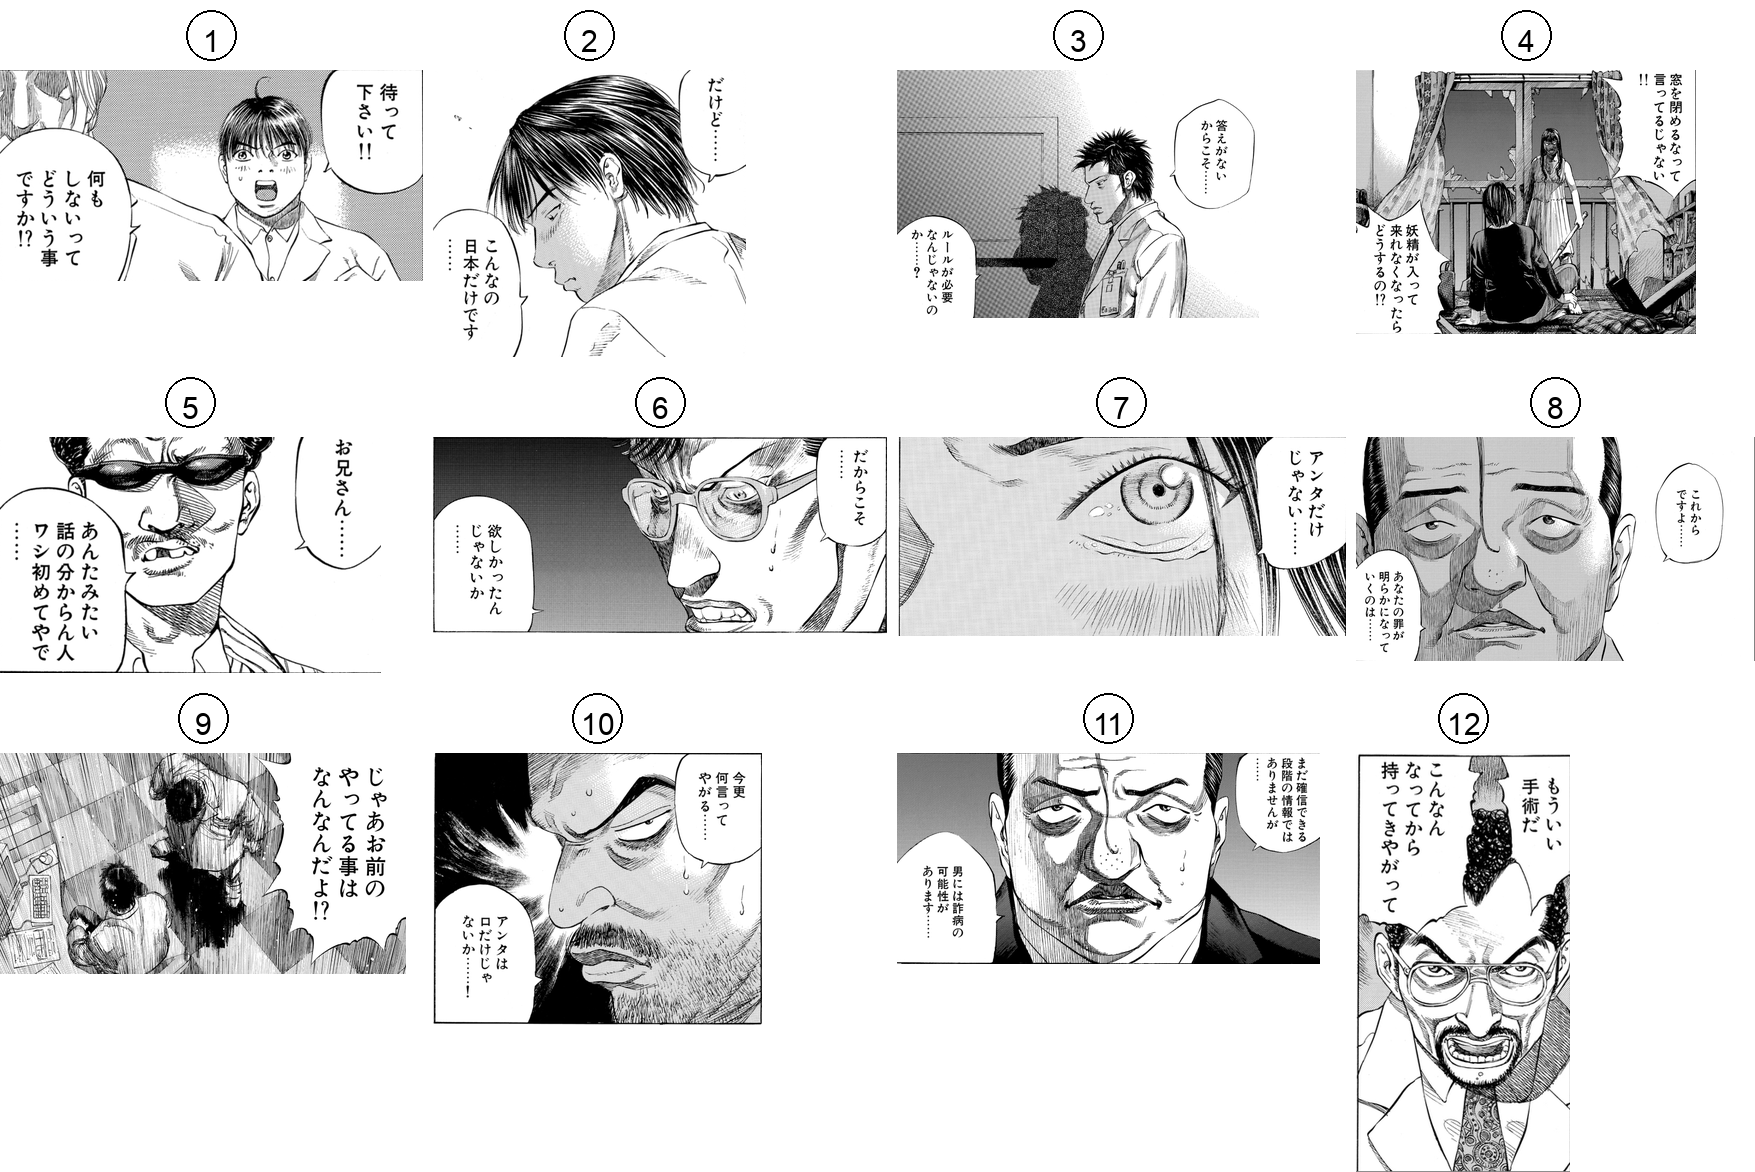 1
待って
下さい!!
何も
しないって
どういう事
ですか!?
2
だけど……
こんなの
日本だけです
……
3
答えがない
からこそ……
ルールが必要
なんじゃないの
か……?
4
窓を閉めるなって
言ってるじゃない
!!
妖精が入って
来れなくなったら
どうするの!?
5
お兄さん……
あんたみたい
話の分からん人
ワシ初めてやで
……
6
だからこそ
……
欲しかったん
じゃないか
……
7
アンタだけ
じゃない……
8
これから
ですよ……
あなたの罪が
明らかになって
いくのは……
9
じゃあお前の
やってる事は
なんなんだよ!?
10
今更
何言って
やがる……
アンタは
口だけじゃ
ないか……!
11
まだ確信できる
段階の情報では
ありませんが
……
男には詐病の
可能性が
あります……
12
もういい
手術だ
こんなん
なってから
持ってきやがって